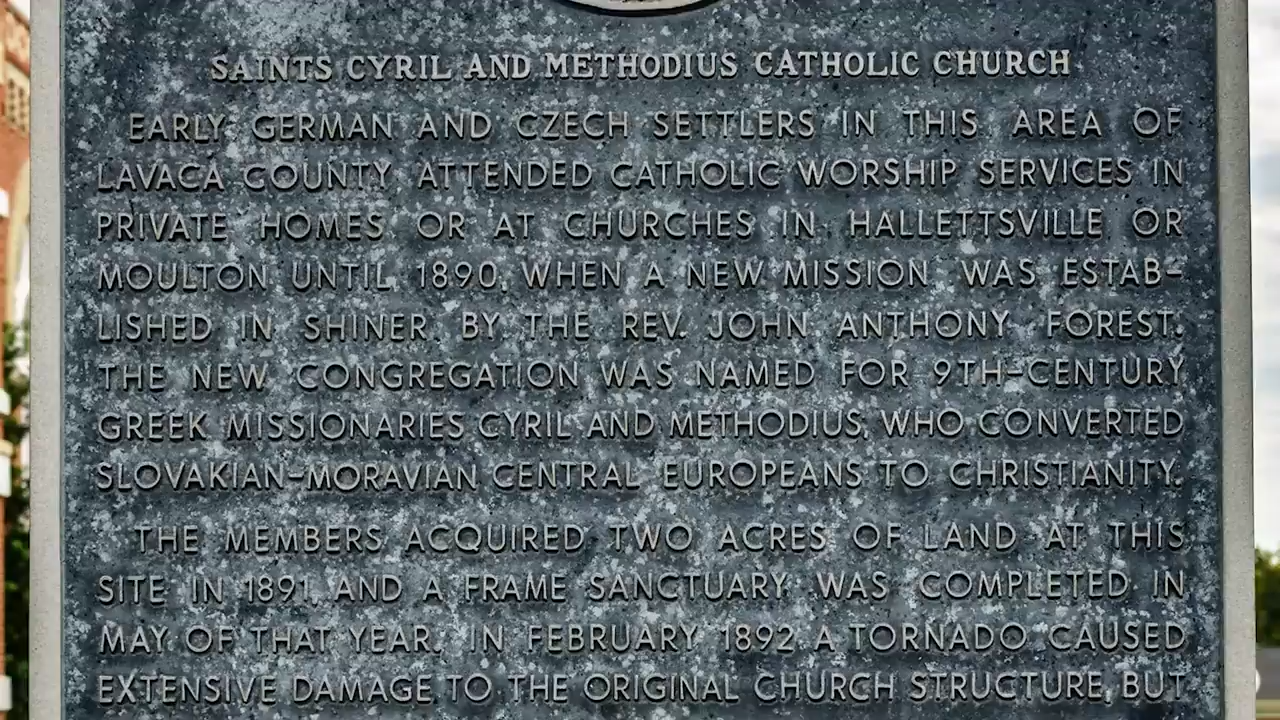 SAINTS CYRIL AND METHODIUS CATHOLIC CHURCH
EARLY GERMAN AND CZECH SETTLERS IN THIS AREA OF
LAVACA COUNTY ATTENDED CATHOLIC WORSHIP SERVICES IN
PRIVATE HOMES OR AT CHURCHES IN HALLETTSVILLE OR
MOULTON UNTIL 1890, WHEN A NEW MISSION WAS ESTAB-
LISHED IN SHINER BY THE REV. JOHN ANTHONY FOREST.
THE NEW CONGREGATION WAS NAMED FOR 9TH-CENTURY
GREEK MISSIONARIES CYRIL AND METHODIUS, WHO CONVERTED
SLOVAKIAN-MORAVIAN CENTRAL EUROPEANS TO CHRISTIANITY.
THE MEMBERS ACQUIRED TWO ACRES OF LAND AT THIS
SITE IN 1891, AND A FRAME SANCTUARY WAS COMPLETED IN
MAY OF THAT YEAR. IN FEBRUARY 1892 A TORNADO CAUSED
EXTENSIVE DAMAGE TO THE ORIGINAL CHURCH STRUCTURE, BUT